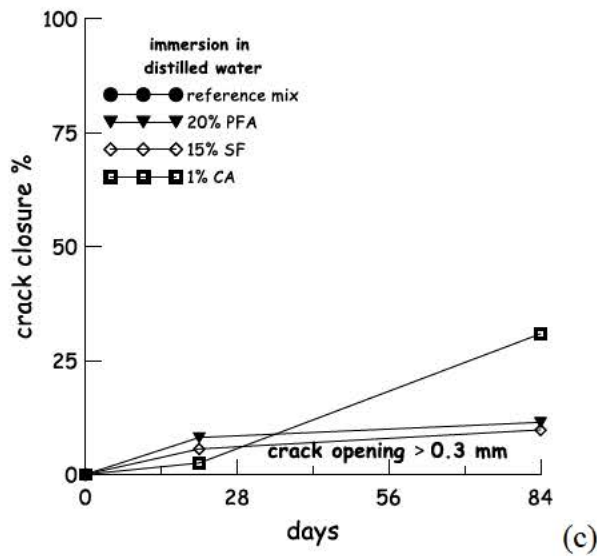 100
75
50
25
0
crack closure %
immersion in
distilled water
reference mix
20% PFA
15% SF
1% CA
crack opening > 0.3 mm
0 28 56 84
days
(c)